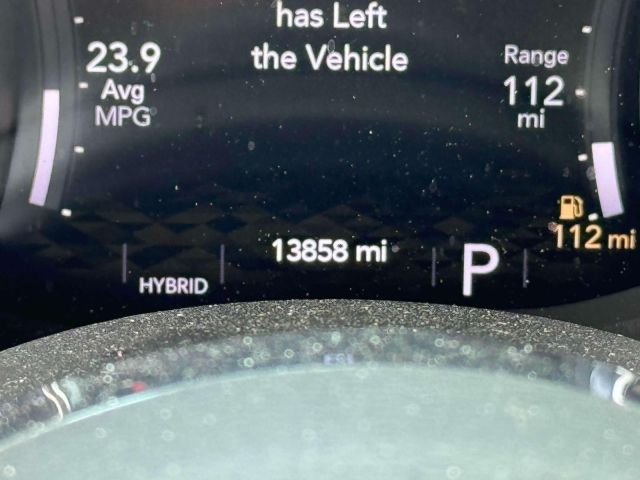 has Left
the Vehicle
23.9
Avg
MPG
Range
112
mi
112 mi
13858 mi
HYBRID
P